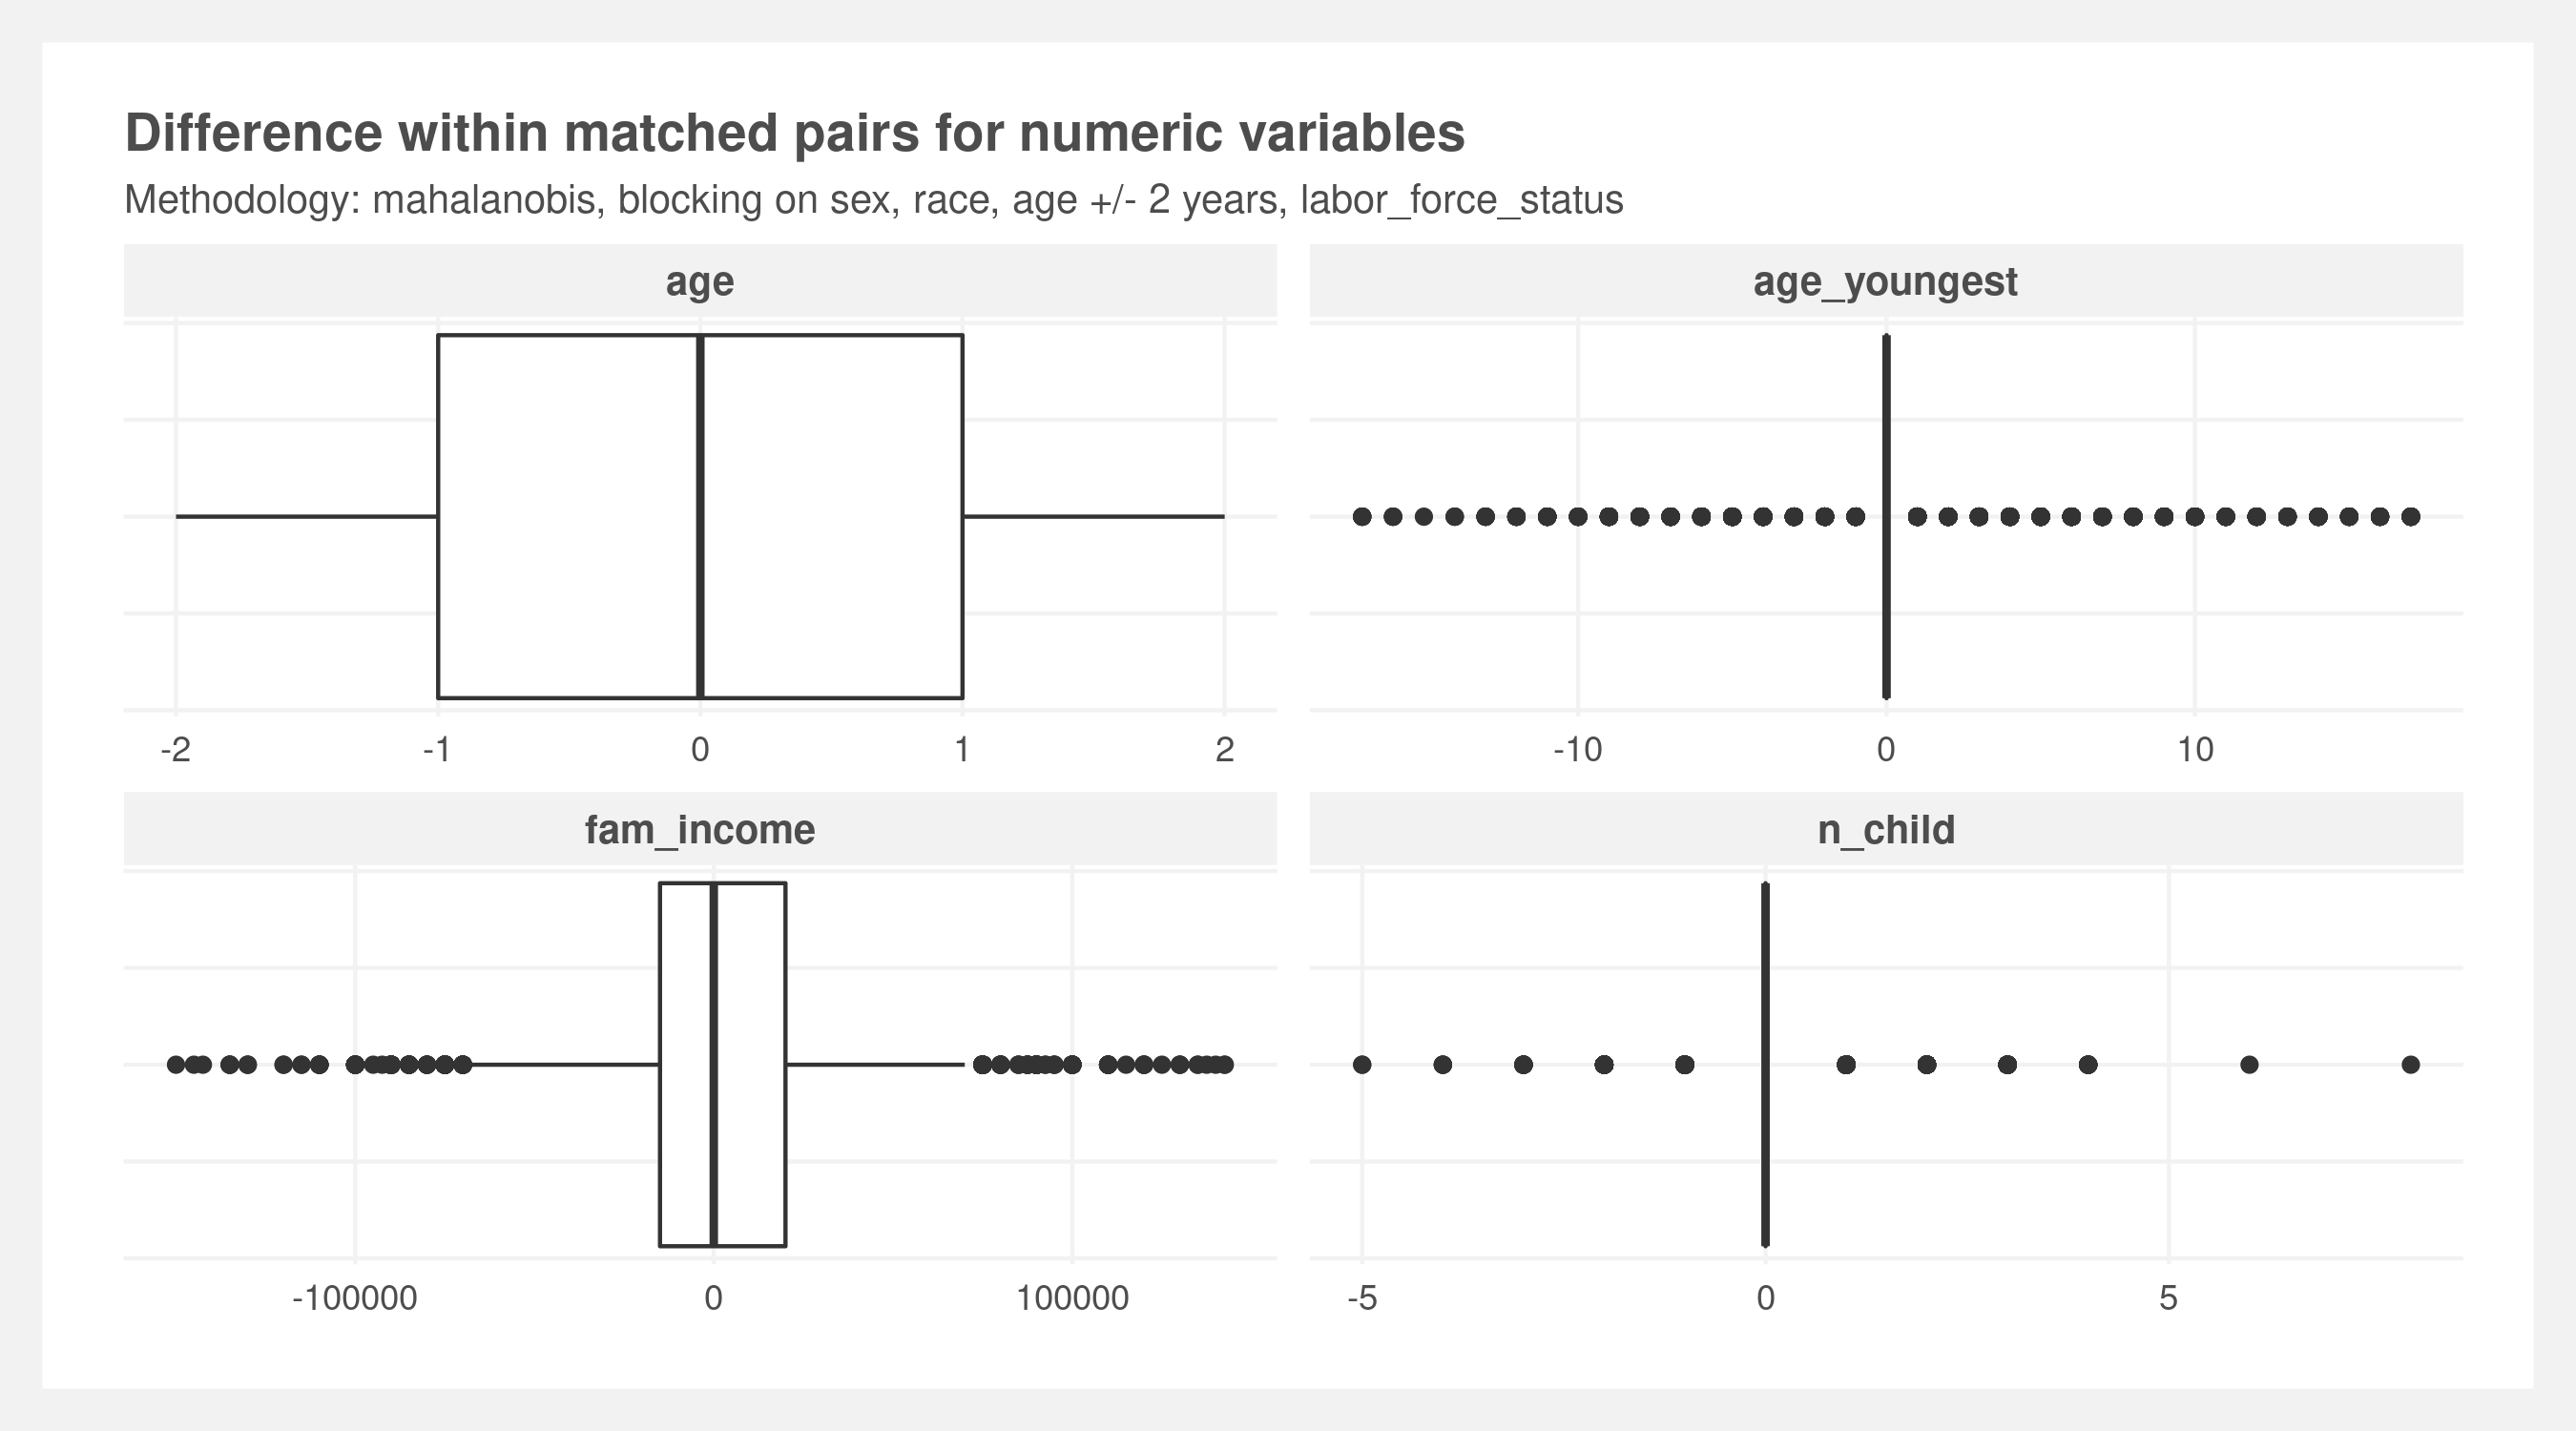 Difference within matched pairs for numeric variables
Methodology: mahalanobis, blocking on sex, race, age +/- 2 years, labor_force_status
age
-2 -1 0 1 2
age_youngest
-10 0 10
fam_income
-100000 0 100000
n_child
-5 0 5